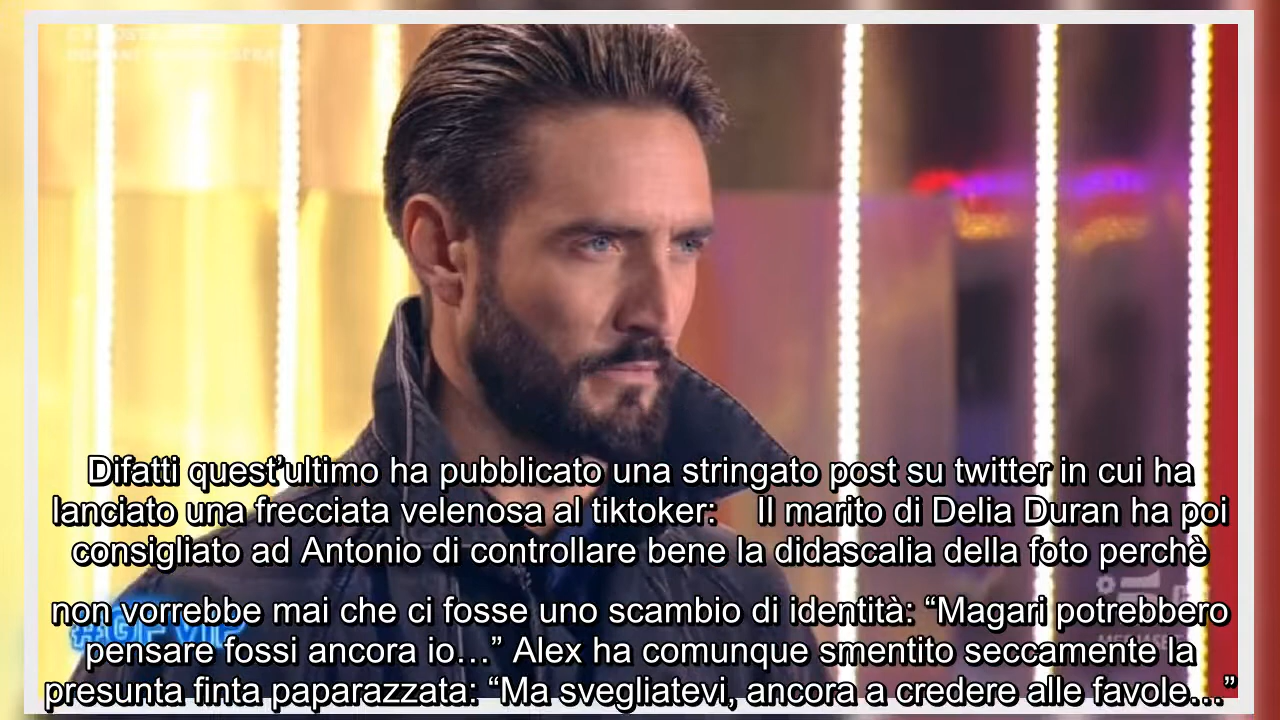 Difatti quest’ultimo ha pubblicato una stringato post su twitter in cui ha
lanciato una frecciata velenosa al tiktoker: Il marito di Delia Duran ha poi
consigliato ad Antonio di controllare bene la didascalia della foto perchè
non vorrebbe mai che ci fosse uno scambio di identità: “Magari potrebbero
pensare fossi ancora io…” Alex ha comunque smentito seccamente la
presunta finta paparazzata: “Ma svegliatevi, ancora a credere alle favole…”
#GFVIP